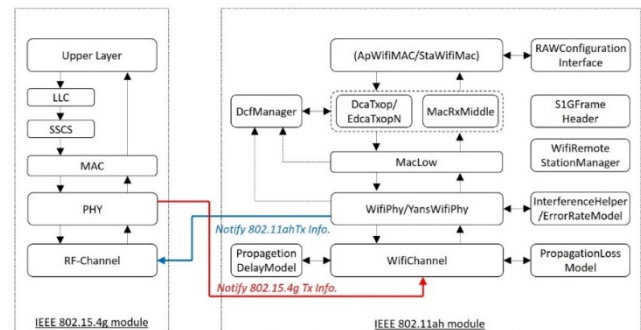 Upper Layer
LLC
SSCS
MAC
PHY
RF-Channel
IEEE 802.15.4g module
(ApWifiMAC/StaWifiMac)
RAWConfiguration
Interface
DcfManager
DcaTxop/
EdcaTxopN
MacRxMiddle
S1GFrame
Header
MacLow
WifiRemote
StationManager
WifiPhy/YansWifiPhy
InterferenceHelper
/ErrorRateModel
Notify 802.11ahTx Info.
Propagetion
DelayModel
WifiChannel
PropagationLoss
Model
Notify 802.15.4g Tx Info.
IEEE 802.11ah module